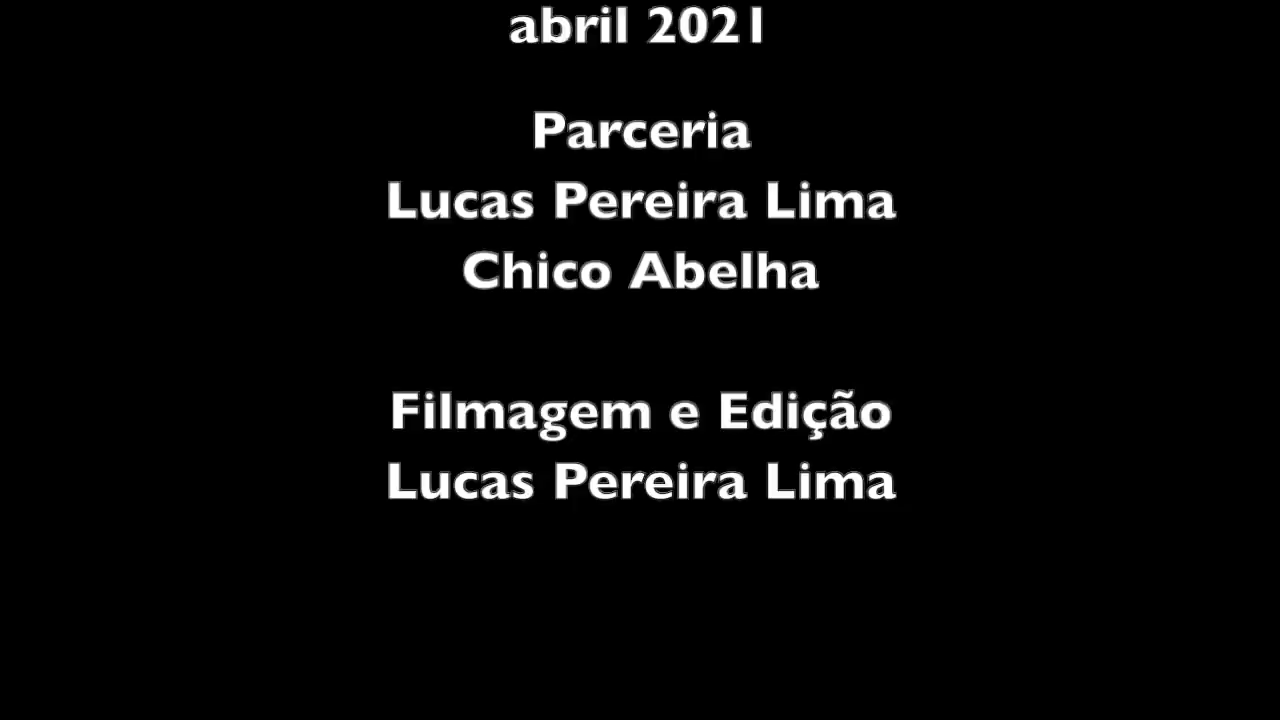 abril 2021
Parceria
Lucas Pereira Lima
Chico Abelha
Filmagem e Edição
Lucas Pereira Lima